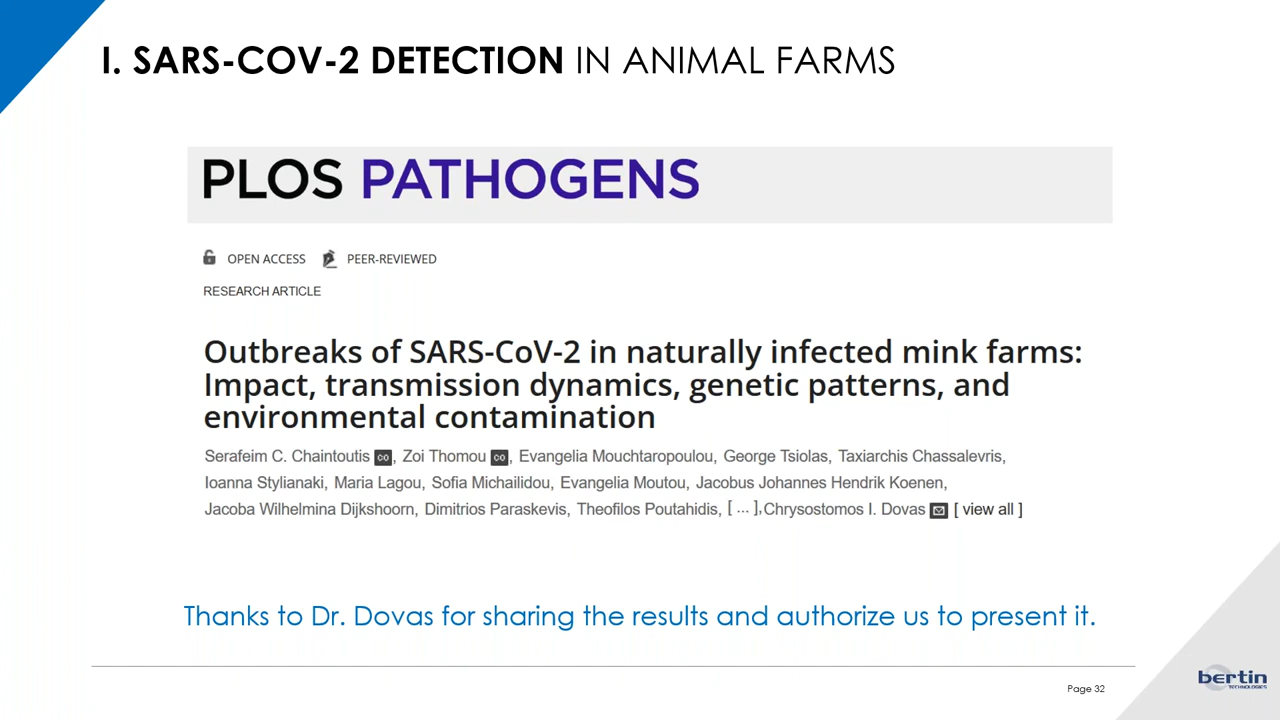 I. SARS-COV-2 DETECTION IN ANIMAL FARMS
PLOS PATHOGENS
OPEN ACCESS PEER-REVIEWED
RESEARCH ARTICLE
Outbreaks of SARS-CoV-2 in naturally infected mink farms:
Impact, transmission dynamics, genetic patterns, and
environmental contamination
Serafeim C. Chaintoutis co, Zoi Thomou co, Evangelia Mouchtaropoulou, George Tsiolas, Taxiarchis Chassalevris,
Ioanna Stylianaki, Maria Lagou, Sofia Michailidou, Evangelia Moutou, Jacobus Johannes Hendrik Koenen,
Jacoba Wilhelmina Dijkshoorn, Dimitrios Paraskevis, Theofilos Poutahidis, [ ... ], Chrysostomos I. Dovas [ view all ]
Thanks to Dr. Dovas for sharing the results and authorize us to present it.
Page 32
bertin
TECHNOLOGIES